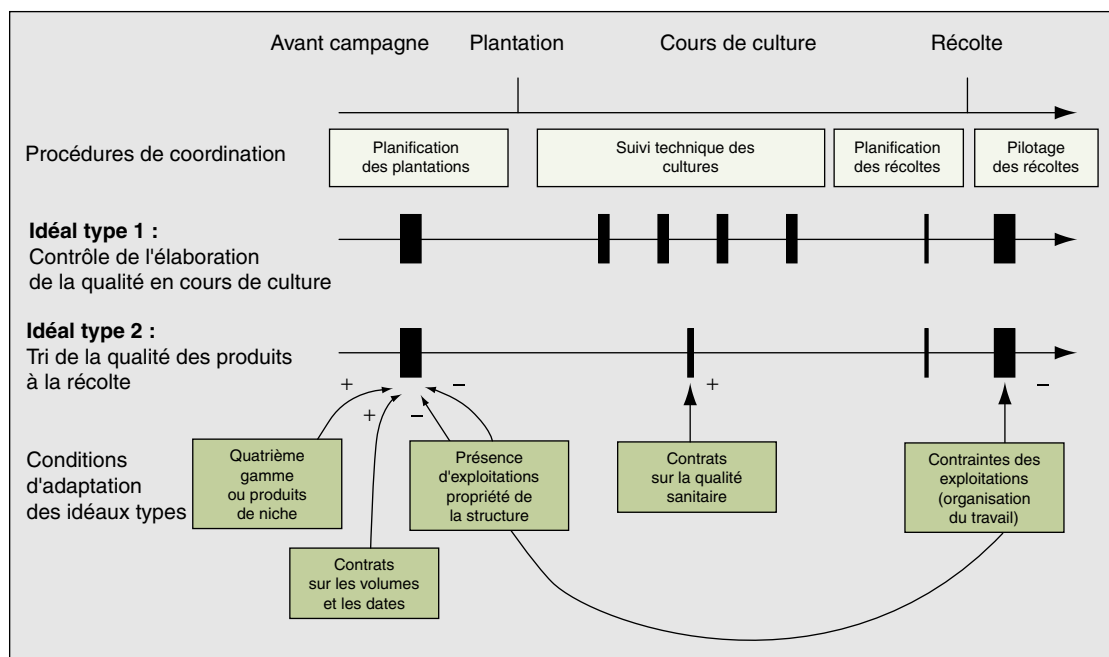 Avant campagne
Plantation
Cours de culture
Récolte
Procédures de coordination
Planification
des plantations
Suivi technique des
cultures
Planification
des récoltes
Pilotage
des récoltes
Idéal type 1 :
Contrôle de l'élaboration
de la qualité en cours de culture
Idéal type 2 :
Tri de la qualité des produits
à la récolte
+
+
–
–
+
–
Conditions
d'adaptation
des idéaux types
Quatrième
gamme
ou produits
de niche
Contrats
sur les volumes
et les dates
Présence
d'exploitations
propriété de
la structure
Contrats
sur la qualité
sanitaire
Contraintes des
exploitations
(organisation
du travail)